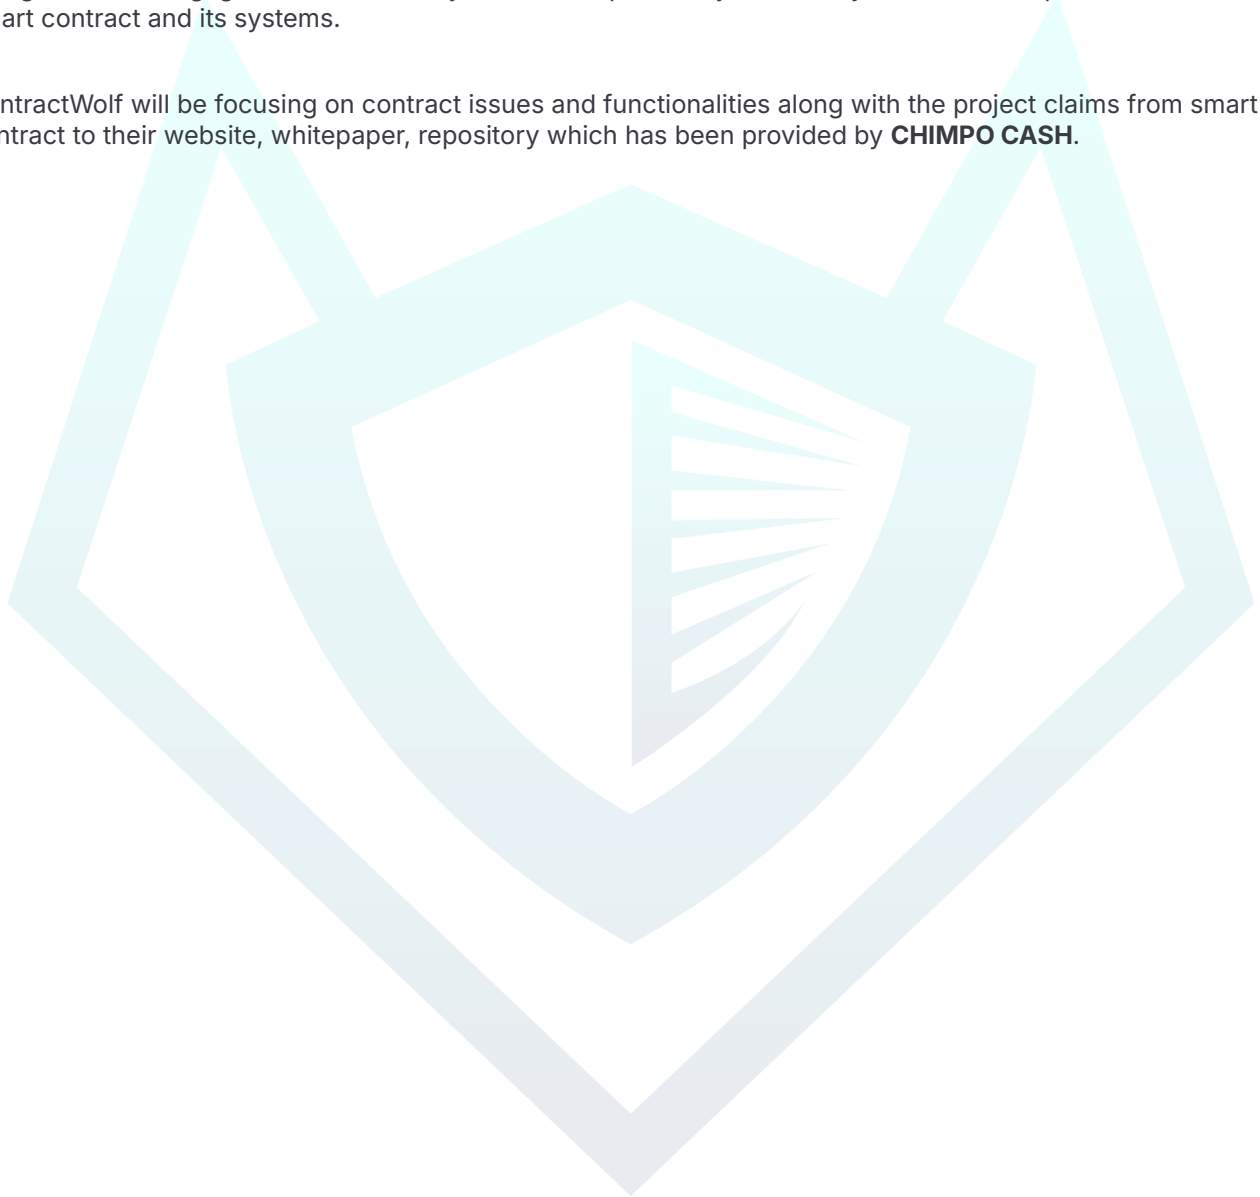 art contract and its systems.
ntractWolf will be focusing on contract issues and functionalities along with the project claims from smart
ntract to their website, whitepaper, repository which has been provided by CHIMPO CASH.